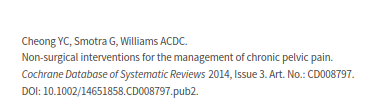 Cheong YC, Smotra G, Williams ACDC.
Non-surgical interventions for the management of chronic pelvic pain.
Cochrane Database of Systematic Reviews 2014, Issue 3. Art. No.: CD008797.
DOI: 10.1002/14651858.CD008797.pub2.